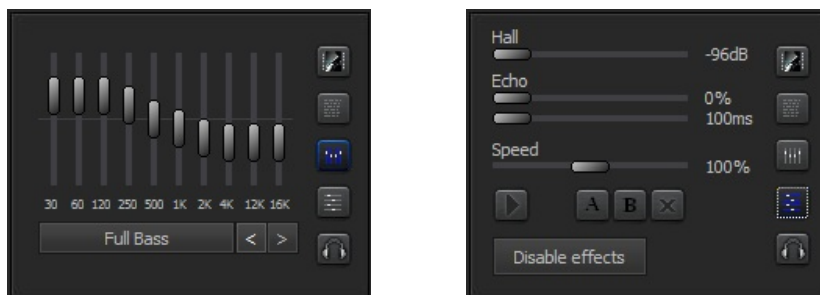 30 60 120 250 500 1K 2K 4K 12K 16K
Full Bass < >
Hall
-96dB
Echo
0%
100ms
Speed
100%
A B X
Disable effects